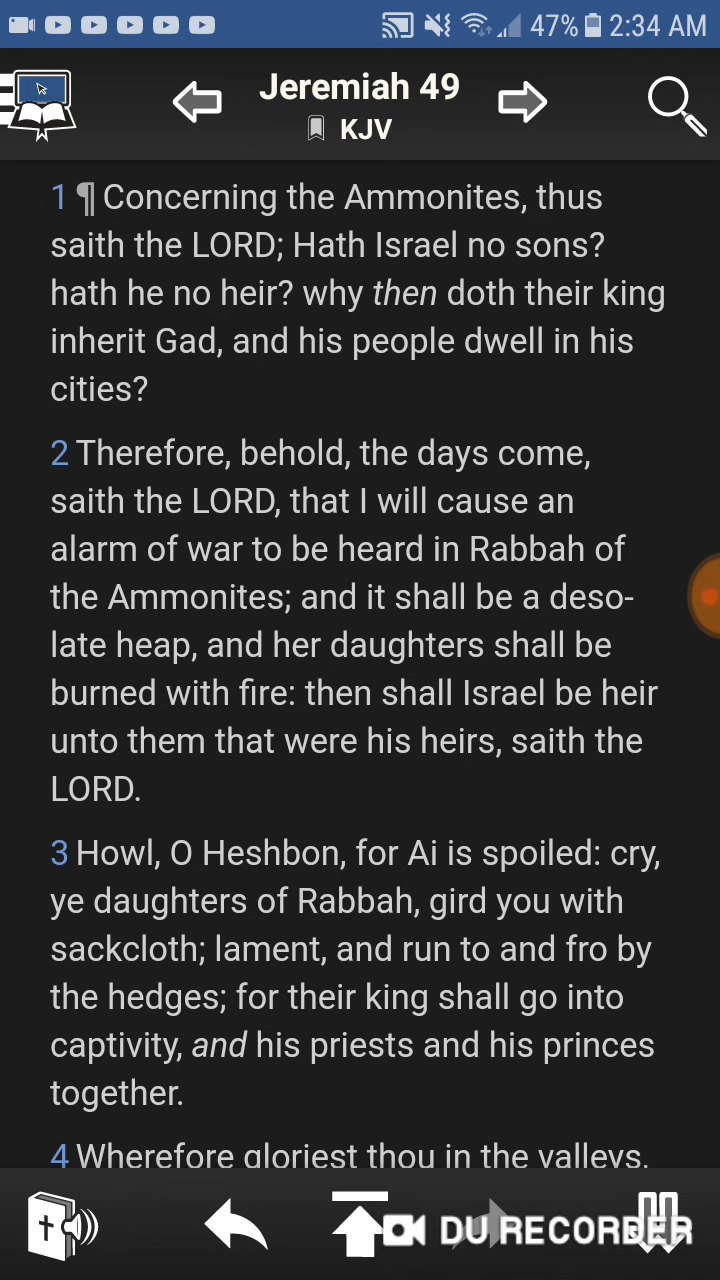 47% 2:34 AM
Jeremiah 49
KJV
1 ¶ Concerning the Ammonites, thus
saith the LORD; Hath Israel no sons?
hath he no heir? why then doth their king
inherit Gad, and his people dwell in his
cities?
2 Therefore, behold, the days come,
saith the LORD, that I will cause an
alarm of war to be heard in Rabbah of
the Ammonites; and it shall be a deso-
late heap, and her daughters shall be
burned with fire: then shall Israel be heir
unto them that were his heirs, saith the
LORD.
3 Howl, O Heshbon, for Ai is spoiled: cry,
ye daughters of Rabbah, gird you with
sackcloth; lament, and run to and fro by
the hedges; for their king shall go into
captivity, and his priests and his princes
together.
4 Wherefore gloriest thou in the valleys,
DU RECORDER